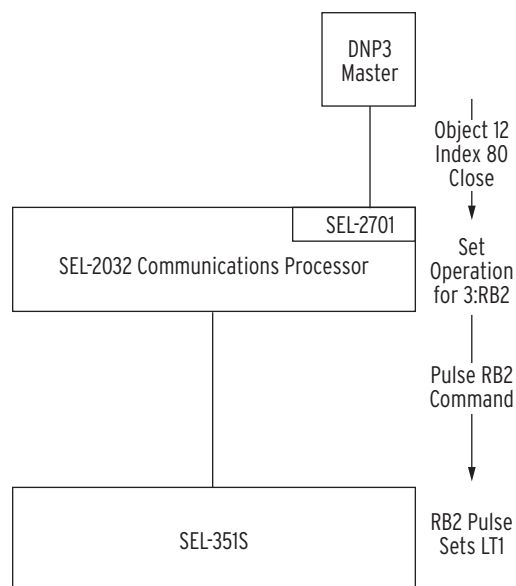 DNP3
Master
Object 12
Index 80
Close
SEL-2701
SEL-2032 Communications Processor
Set
Operation
for 3:RB2
Pulse RB2
Command
SEL-351S
RB2 Pulse
Sets LT1